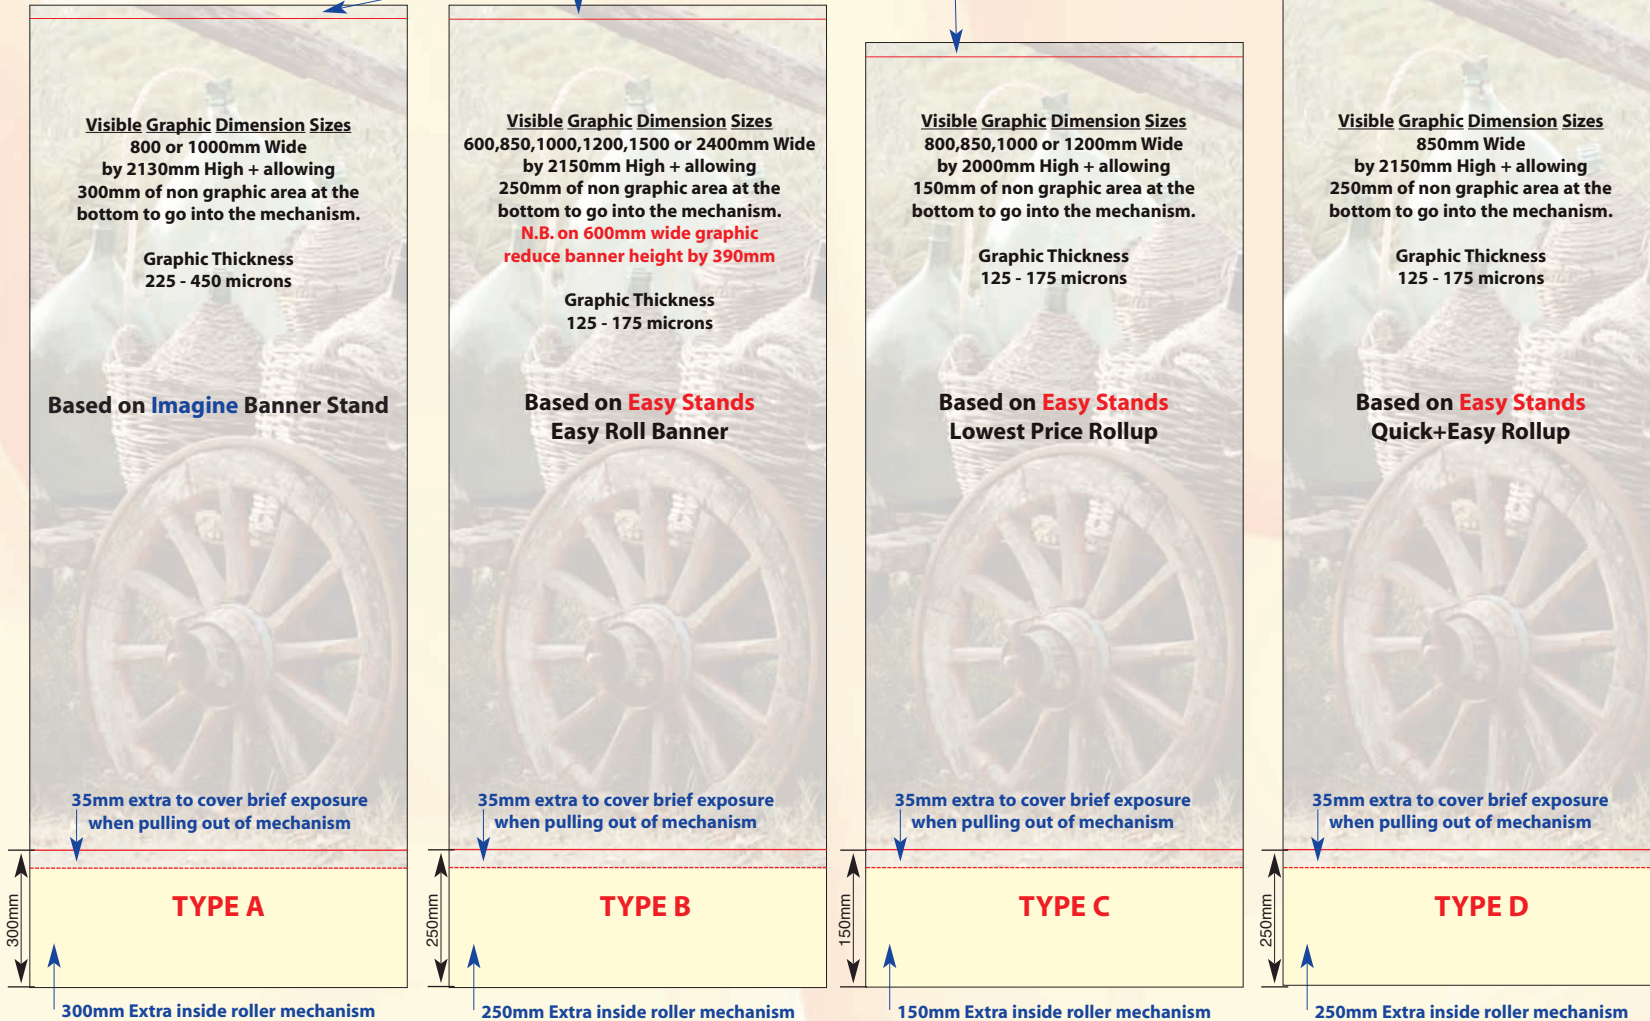 Visible Graphic Dimension Sizes
800 or 1000mm Wide
by 2130mm High + allowing
300mm of non graphic area at the
bottom to go into the mechanism.
Graphic Thickness
225 - 450 microns
Based on Imagine Banner Stand
35mm extra to cover brief exposure
when pulling out of mechanism
300mm
TYPE A
300mm Extra inside roller mechanism
Visible Graphic Dimension Sizes
600,850,1000,1200,1500 or 2400mm Wide
by 2150mm High + allowing
250mm of non graphic area at the
bottom to go into the mechanism.
N.B. on 600mm wide graphic
reduce banner height by 390mm
Graphic Thickness
125 - 175 microns
Based on Easy Stands
Easy Roll Banner
35mm extra to cover brief exposure
when pulling out of mechanism
250mm
TYPE B
250mm Extra inside roller mechanism
Visible Graphic Dimension Sizes
800,850,1000 or 1200mm Wide
by 2000mm High + allowing
150mm of non graphic area at the
bottom to go into the mechanism.
Graphic Thickness
125 - 175 microns
Based on Easy Stands
Lowest Price Rollup
35mm extra to cover brief exposure
when pulling out of mechanism
150mm
TYPE C
150mm Extra inside roller mechanism
Visible Graphic Dimension Sizes
850mm Wide
by 2150mm High + allowing
250mm of non graphic area at the
bottom to go into the mechanism.
Graphic Thickness
125 - 175 microns
Based on Easy Stands
Quick+Easy Rollup
35mm extra to cover brief exposure
when pulling out of mechanism
250mm
TYPE D
250mm Extra inside roller mechanism